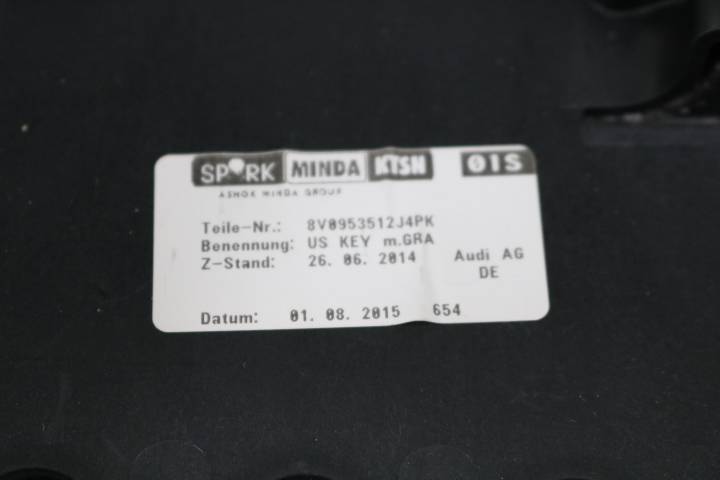 SPARK MINDA KTSN 01S
ASHOK MINDA GROUP
Teile-Nr.: 8V0953512J4PK
Benennung: US KEY m.GRA
Z-Stand: 26. 06. 2014 Audi AG
DE
Datum: 01. 08. 2015 654